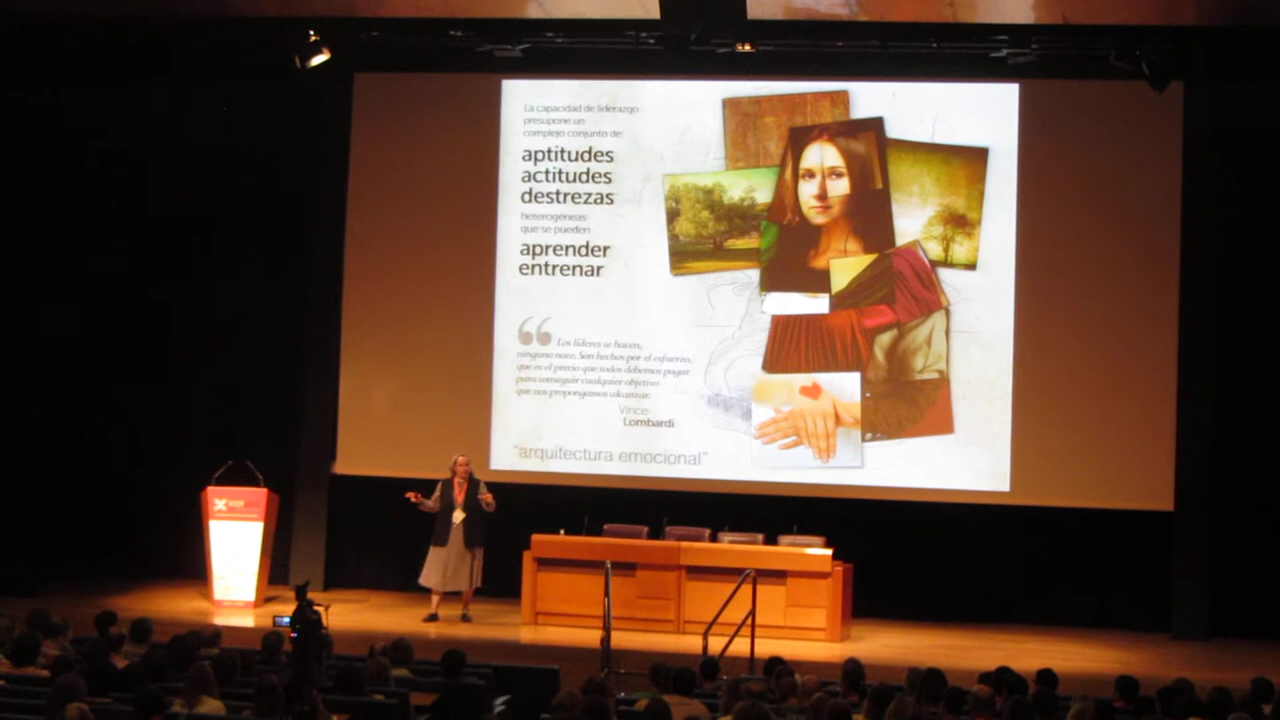 La capacidad de liderazgo
presupone un
complejo conjunto de:
aptitudes
actitudes
destrezas
heterogéneas
que se pueden
aprender
entrenar
“ Los líderes se hacen,
ninguno nace. Son hechos por el esfuerzo,
que es el precio que todos debemos pagar
para conseguir cualquier objetivo
que nos propongamos alcanzar.
Vince
Lombardi
"arquitectura emocional"